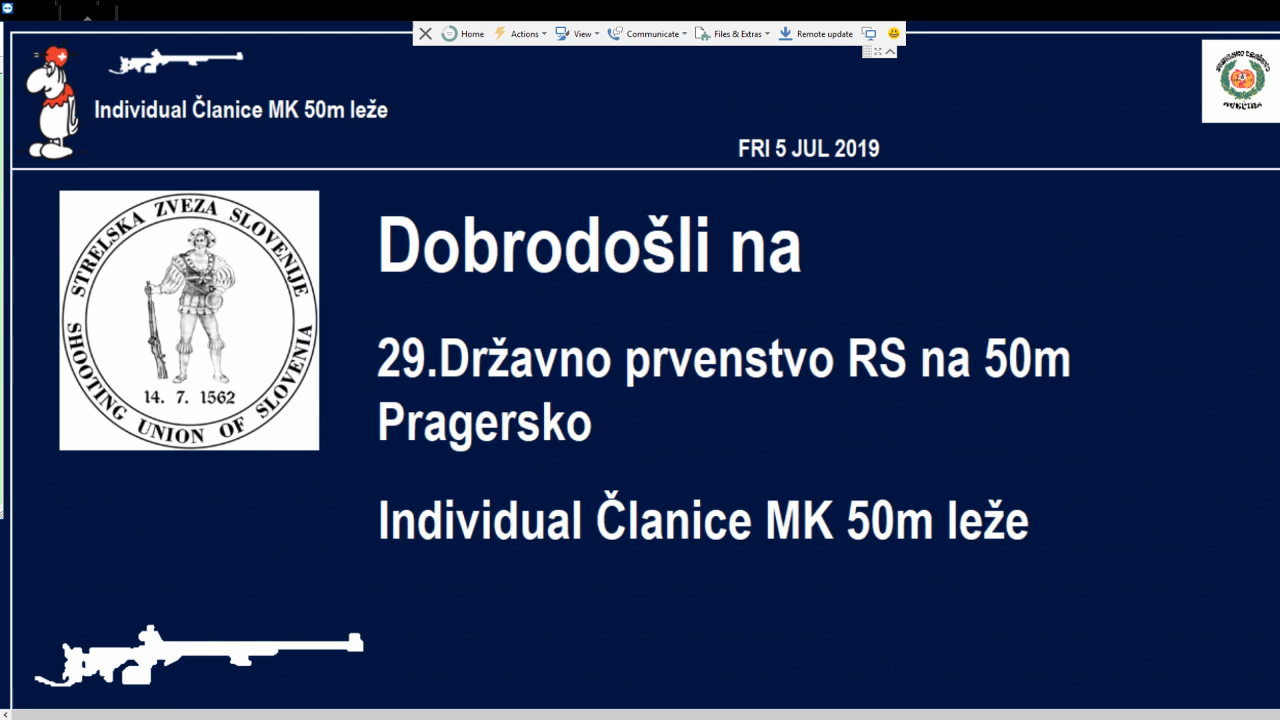 Home
Actions
View
Communicate
Files & Extras
Remote update
Individual Članice MK 50m leže
FRI 5 JUL 2019
STRELSKA ZVEZA SLOVENIJE
14. 7. 1562
SHOOTING UNION OF SLOVENIA
Dobrodošli na
29.Državno prvenstvo RS na 50m
Pragersko
Individual Članice MK 50m leže